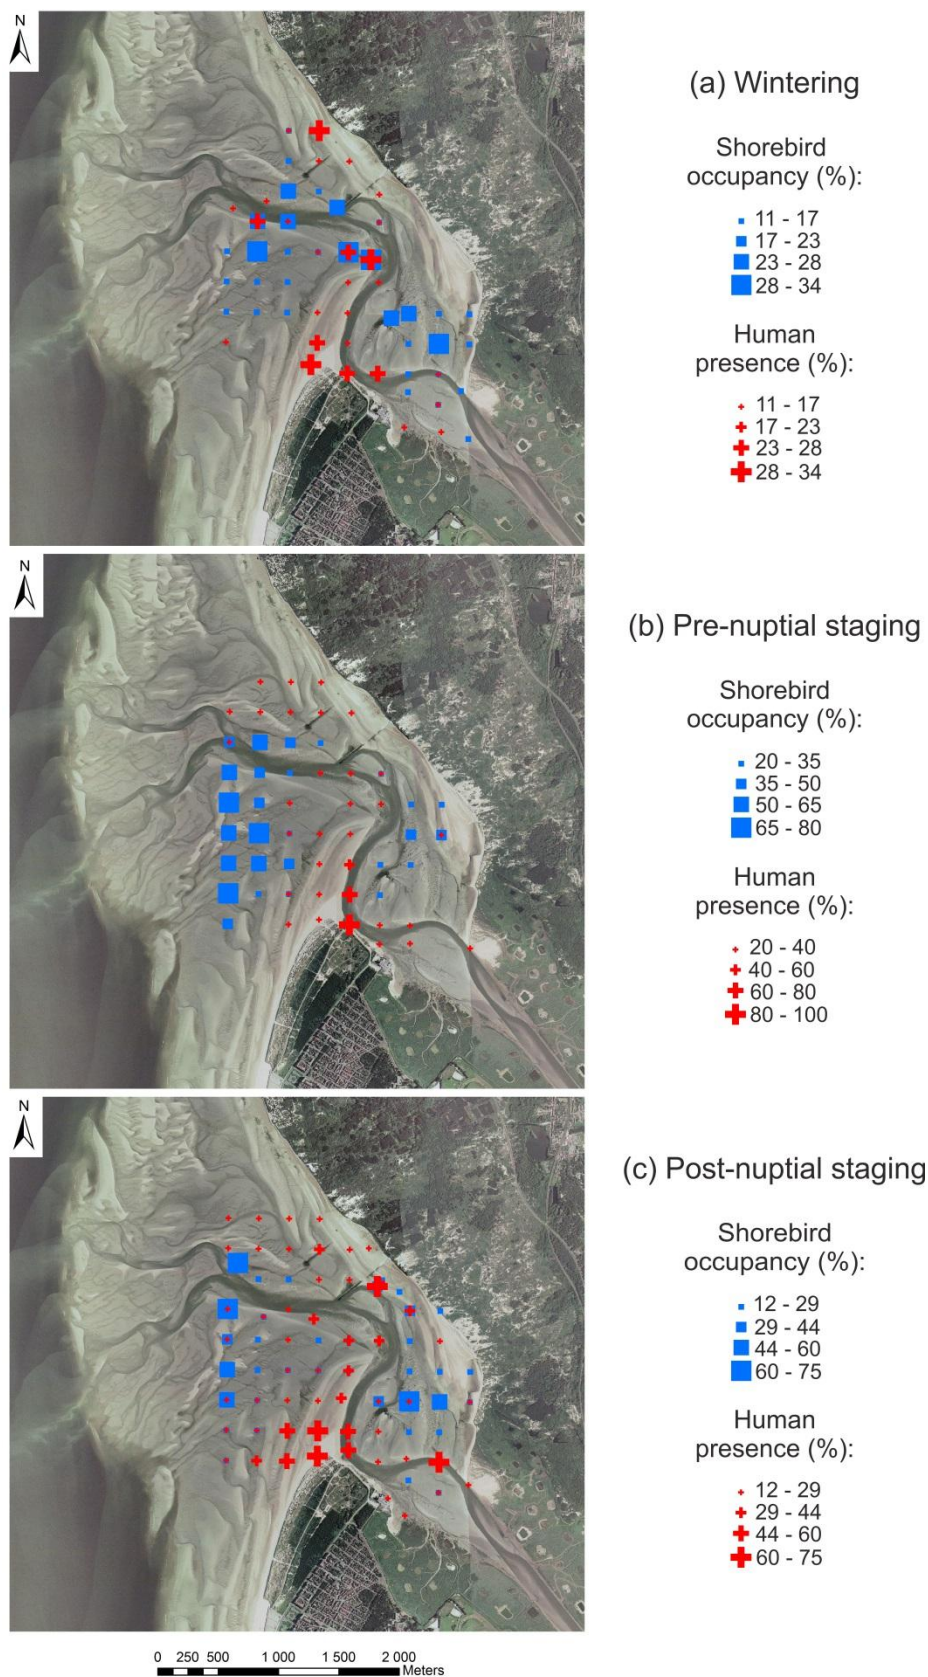 N
(a) Wintering
Shorebird
occupancy (%):
11 - 17
17 - 23
23 - 28
28 - 34
Human
presence (%):
11 - 17
17 - 23
23 - 28
28 - 34
N
(b) Pre-nuptial staging
Shorebird
occupancy (%):
20 - 35
35 - 50
50 - 65
65 - 80
Human
presence (%):
20 - 40
40 - 60
60 - 80
80 - 100
N
(c) Post-nuptial staging
Shorebird
occupancy (%):
12 - 29
29 - 44
44 - 60
60 - 75
Human
presence (%):
12 - 29
29 - 44
44 - 60
60 - 75
0 250 500 1 000 1 500 2 000
Meters